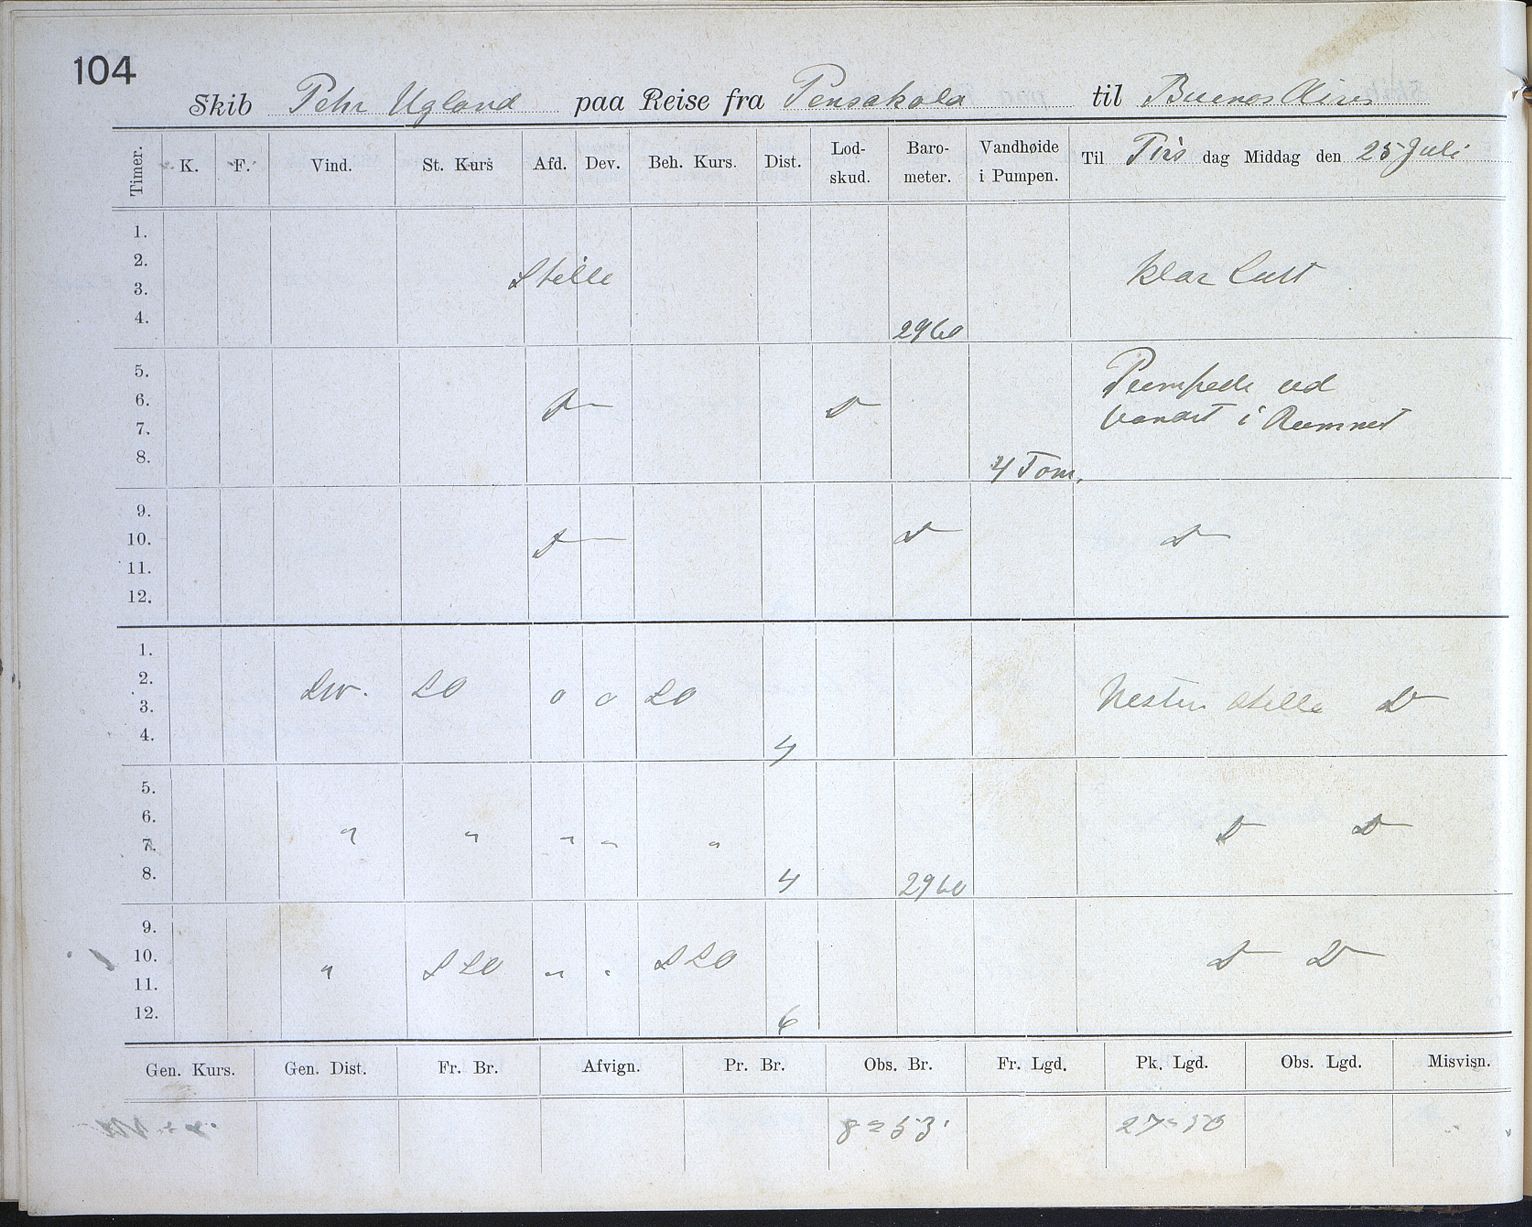 104
Skib Pehr Ugland paa Reise fra Pensakola til Buenos Aires
Timer. K. F. Vind. St. Kurs Afd. Dev. Beh. Kurs. Dist. Lod-skud. Baro-meter. Vandhøide i Pumpen. Til Tirs dag Middag den 25 Juli
1.
2.
Stille klar Luft
3.
4. 2960
5.
Pumpede ud
6. D D
vandet i Rummet
7.
8. 4 Tom.
9.
10. D D D
11.
12.
1.
2.
SW. SO 0 0 SO Nesten stille D
3.
4. 4
5.
6.
" " " " " D D
7.
8. 4 2960
9.
10.
" SSO " " SSO D D
11.
12. 6
Gen. Kurs. Gen. Dist. Fr. Br. Afvign. Pr. Br. Obs. Br. Fr. Lgd. Pk. Lgd. Obs. Lgd. Misvisn.
8=53' 27=50